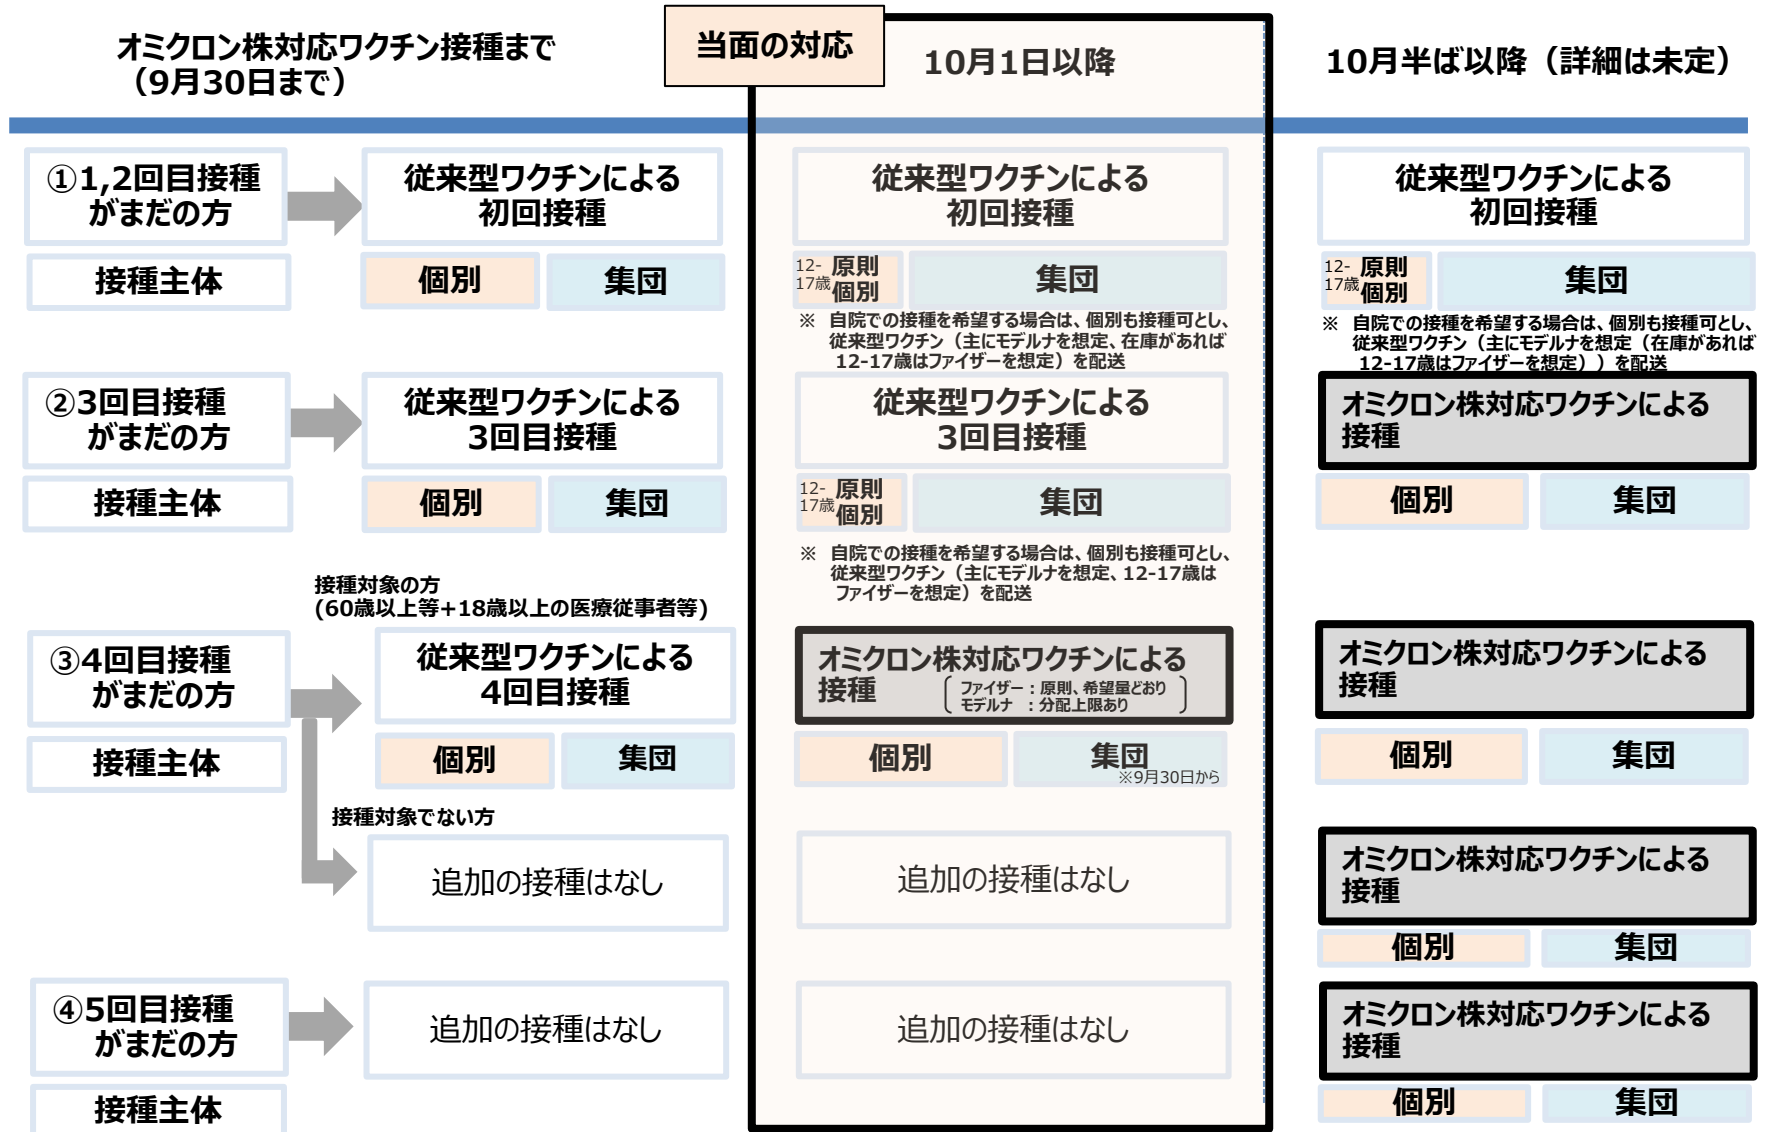 オミクロン株対応ワクチン接種まで
（9月30日まで）
当面の対応
10月1日以降
10月半ば以降（詳細は未定）
①1,2回目接種
がまだの方
従来型ワクチンによる
初回接種
従来型ワクチンによる
初回接種
従来型ワクチンによる
初回接種
接種主体
個別
集団
12-
17歳
原則
個別
集団
12-
17歳
原則
個別
集団
※ 自院での接種を希望する場合は、個別も接種可とし、
従来型ワクチン（主にモデルナを想定、在庫があれば
12-17歳はファイザーを想定）を配送
※ 自院での接種を希望する場合は、個別も接種可とし、
従来型ワクチン（主にモデルナを想定（在庫があれば
12-17歳はファイザーを想定））を配送
②3回目接種
がまだの方
従来型ワクチンによる
3回目接種
従来型ワクチンによる
3回目接種
オミクロン株対応ワクチンによる
接種
接種主体
個別
集団
12-
17歳
原則
個別
集団
個別
集団
※ 自院での接種を希望する場合は、個別も接種可とし、
従来型ワクチン（主にモデルナを想定、12-17歳は
ファイザーを想定）を配送
接種対象の方
(60歳以上等+18歳以上の医療従事者等)
③4回目接種
がまだの方
従来型ワクチンによる
4回目接種
オミクロン株対応ワクチンによる
接種
ファイザー：原則、希望量どおり
モデルナ ：分配上限あり
オミクロン株対応ワクチンによる
接種
接種主体
個別
集団
個別
集団
※9月30日から
個別
集団
接種対象でない方
追加の接種はなし
追加の接種はなし
オミクロン株対応ワクチンによる
接種
個別
集団
④5回目接種
がまだの方
追加の接種はなし
追加の接種はなし
オミクロン株対応ワクチンによる
接種
接種主体
個別
集団